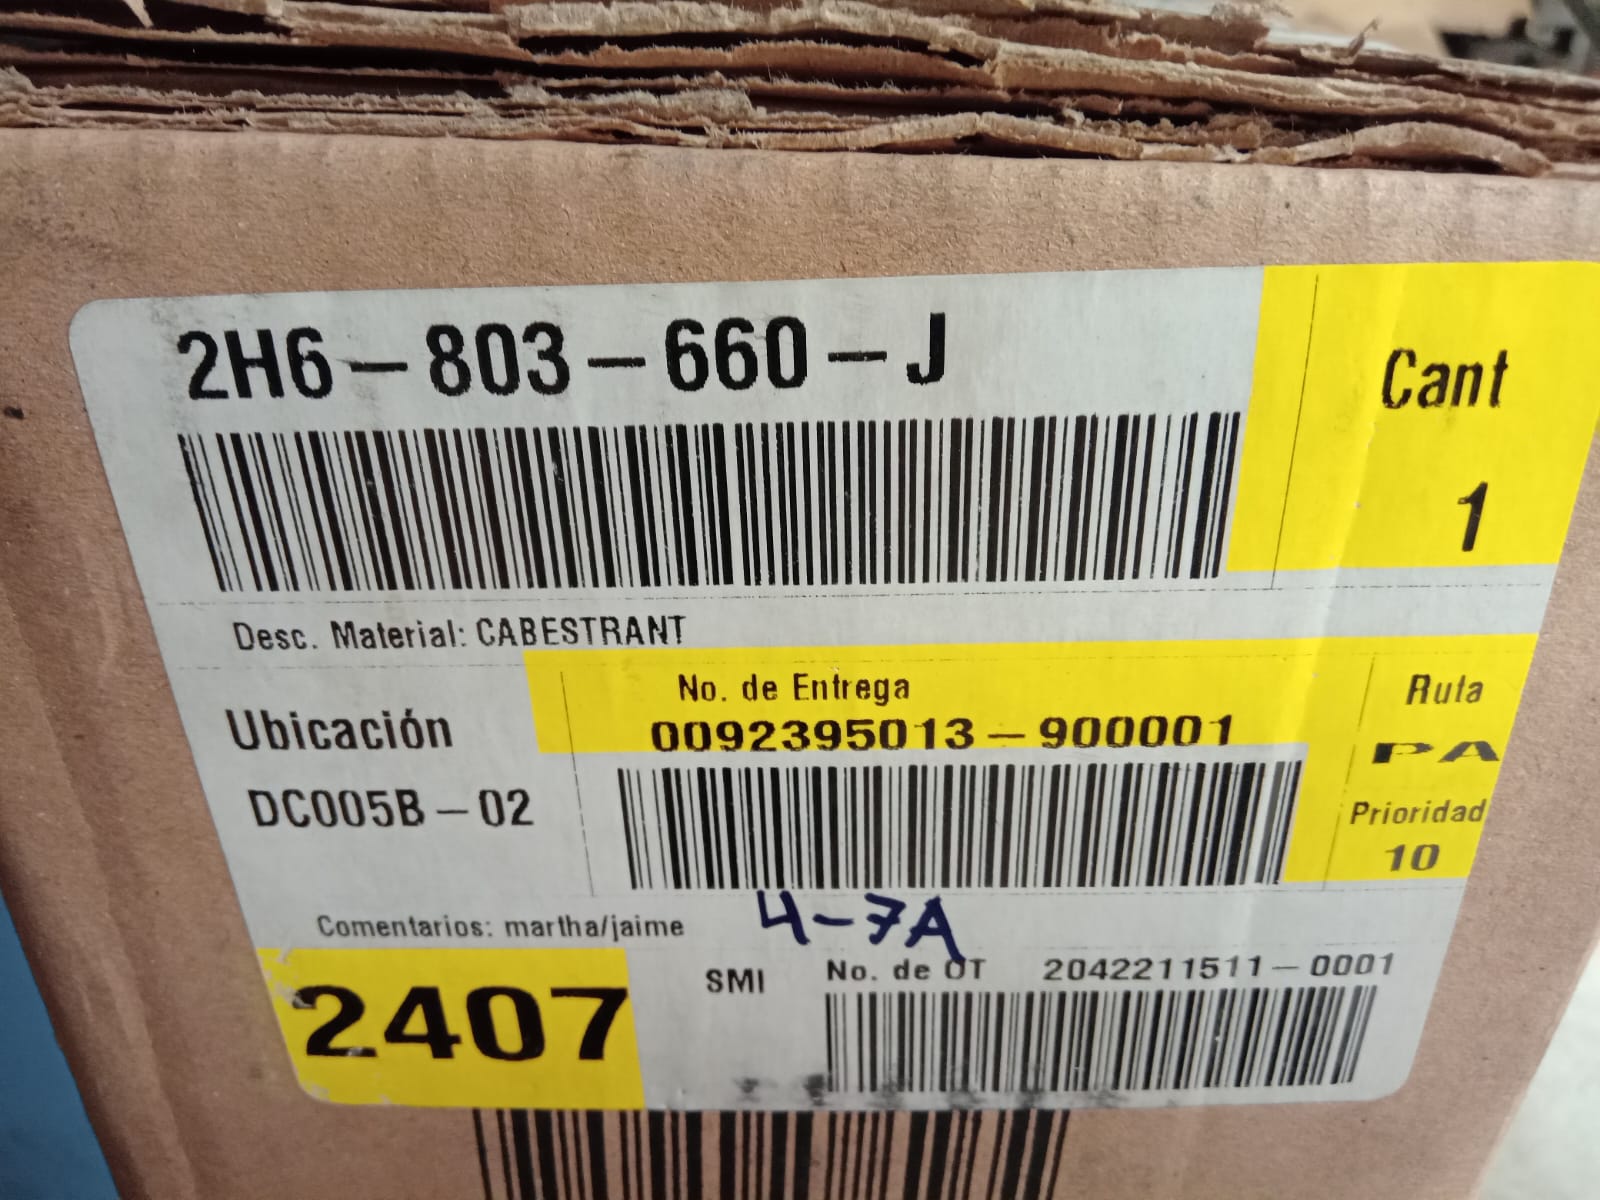 2H6-803-660-J
Cant
1
Desc. Material: CABESTRANT
No. de Entrega
0092395013-900001
Ruta
PA
Ubicación
DC005B-02
Prioridad
10
Comentarios: martha/jaime
4-7A
2407
SMI
No. de OT 2042211511-0001